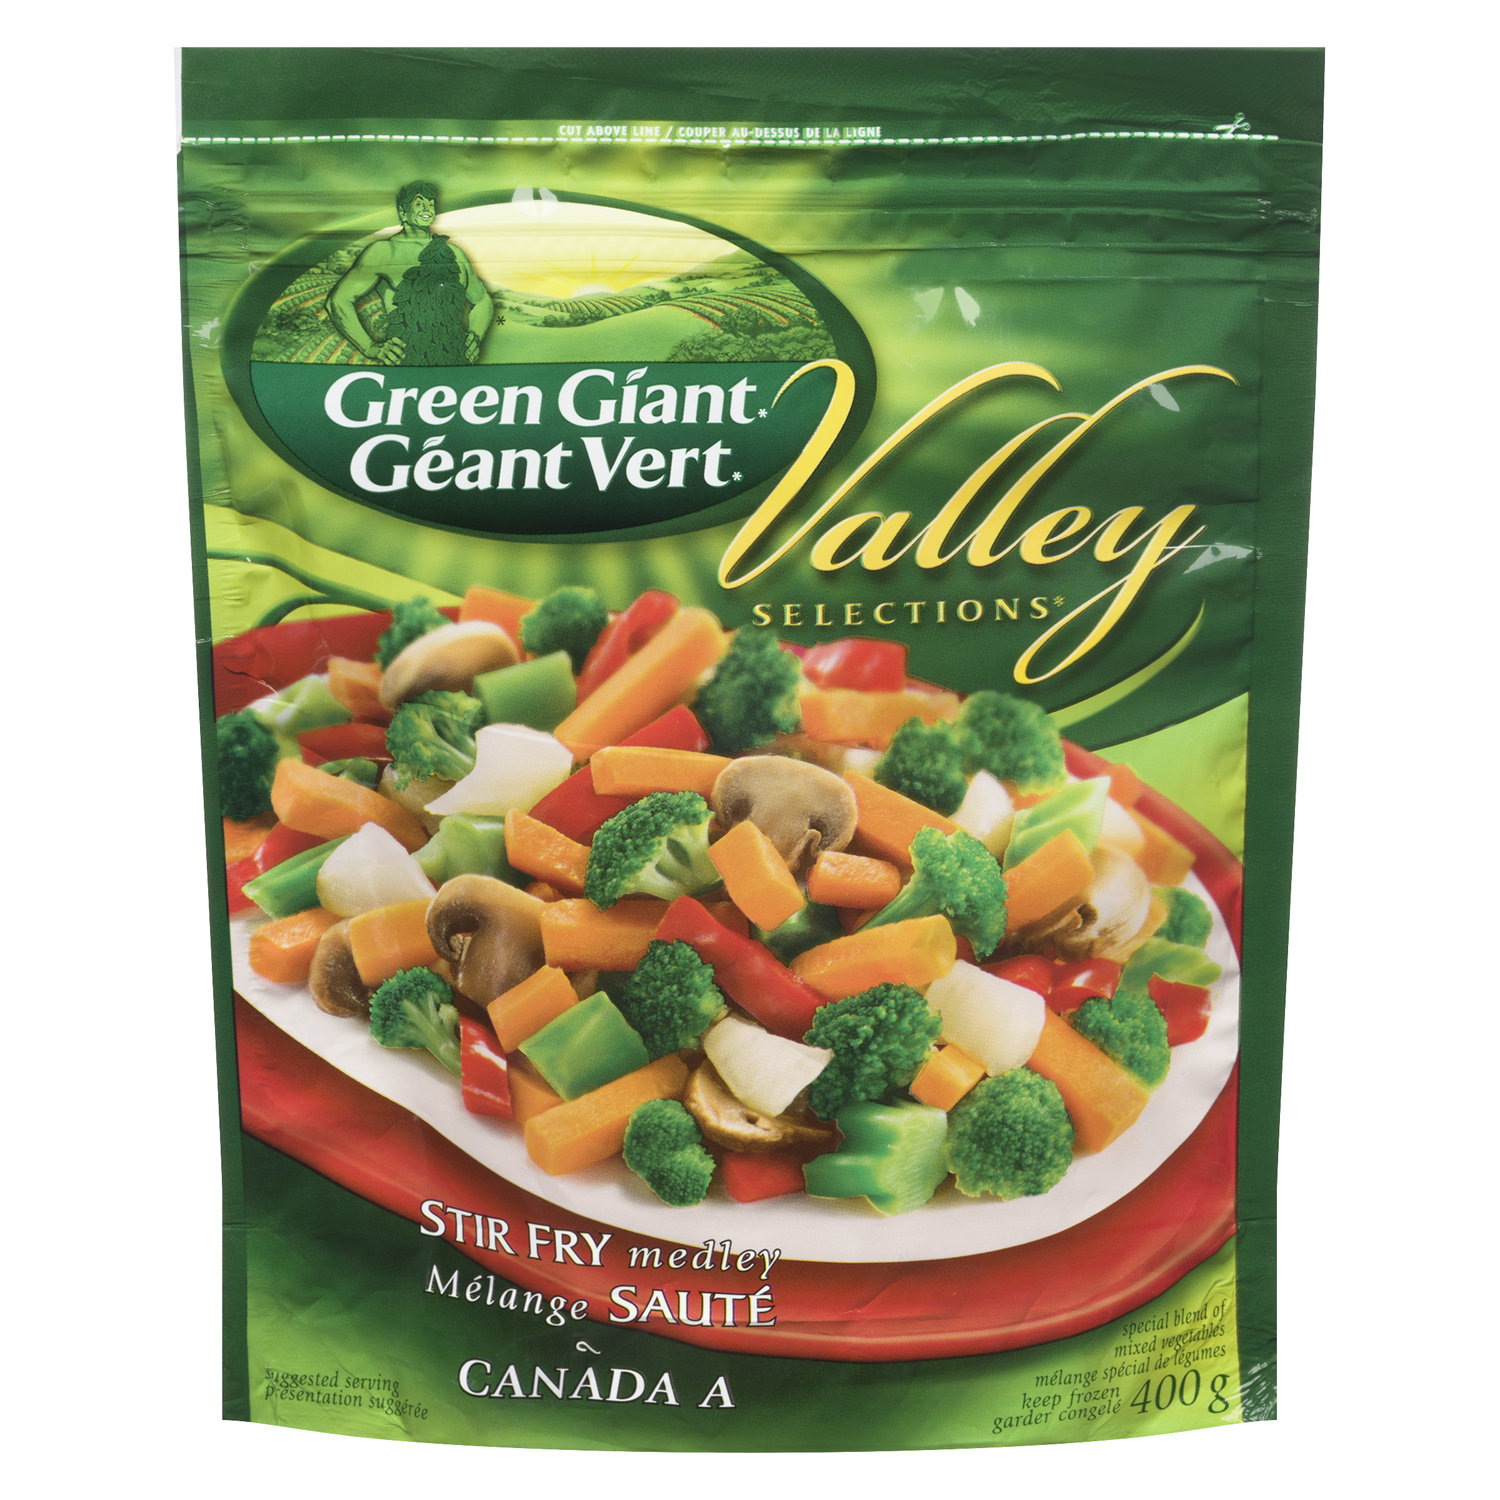 CUT ABOVE LINE / COUPER AU-DESSUS DE LA LIGNE
Green Giant*
Géant Vert*
Valley
SELECTIONS*
STIR FRY medley
Mélange SAUTÉ
CANADA A
suggested serving
présentation suggérée
special blend of
mixed vegetables
mélange spécial de légumes
keep frozen
garder congelé 400 g